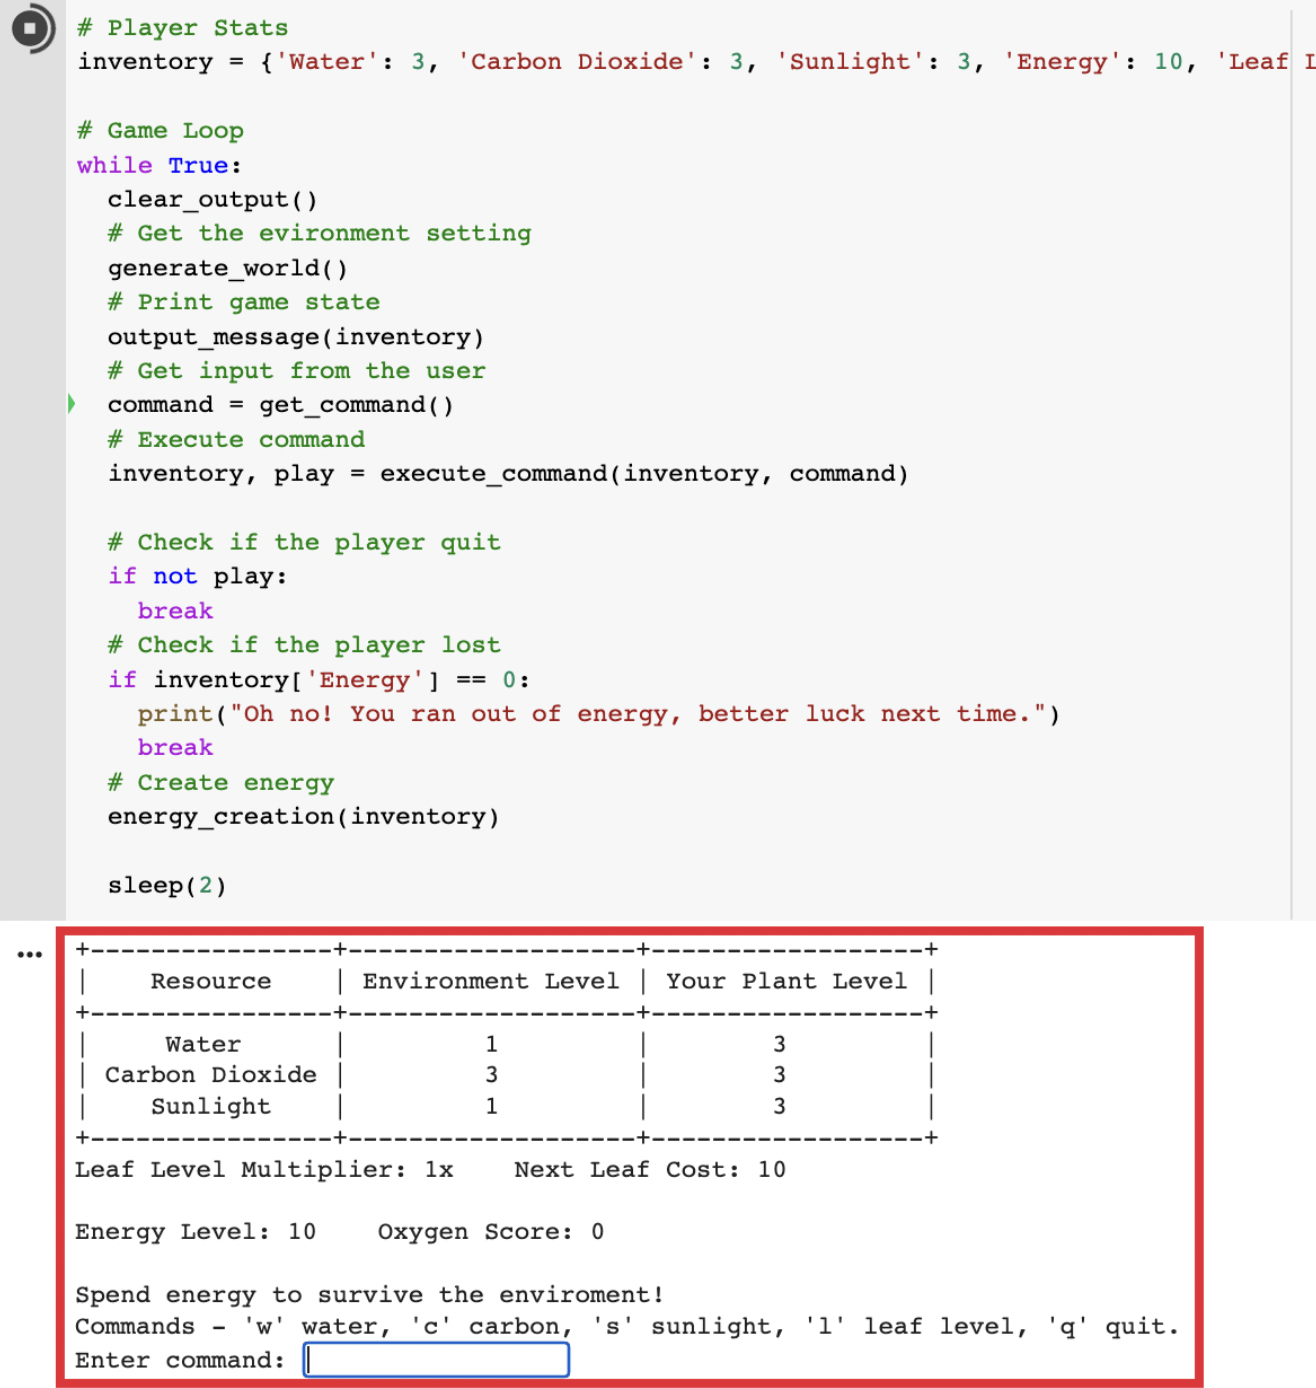 # Player Stats
inventory = {'Water': 3, 'Carbon Dioxide': 3, 'Sunlight': 3, 'Energy': 10, 'Leaf L
# Game Loop
while True:
  clear_output()
  # Get the evironment setting
  generate_world()
  # Print game state
  output_message(inventory)
  # Get input from the user
  command = get_command()
  # Execute command
  inventory, play = execute_command(inventory, command)
  # Check if the player quit
  if not play:
    break
  # Check if the player lost
  if inventory['Energy'] == 0:
    print("Oh no! You ran out of energy, better luck next time.")
    break
  # Create energy
  energy_creation(inventory)
  sleep(2)
+----------------+-------------------+------------------+
|    Resource    | Environment Level | Your Plant Level |
+----------------+-------------------+------------------+
|     Water      |         1         |        3         |
| Carbon Dioxide |         3         |        3         |
|    Sunlight    |         1         |        3         |
+----------------+-------------------+------------------+
Leaf Level Multiplier: 1x    Next Leaf Cost: 10
Energy Level: 10    Oxygen Score: 0
Spend energy to survive the enviroment!
Commands - 'w' water, 'c' carbon, 's' sunlight, 'l' leaf level, 'q' quit.
Enter command: